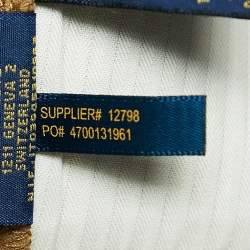 1211 GENEVA 2
SWITZERLAND
SUPPLIER# 12798
PO# 4700131961